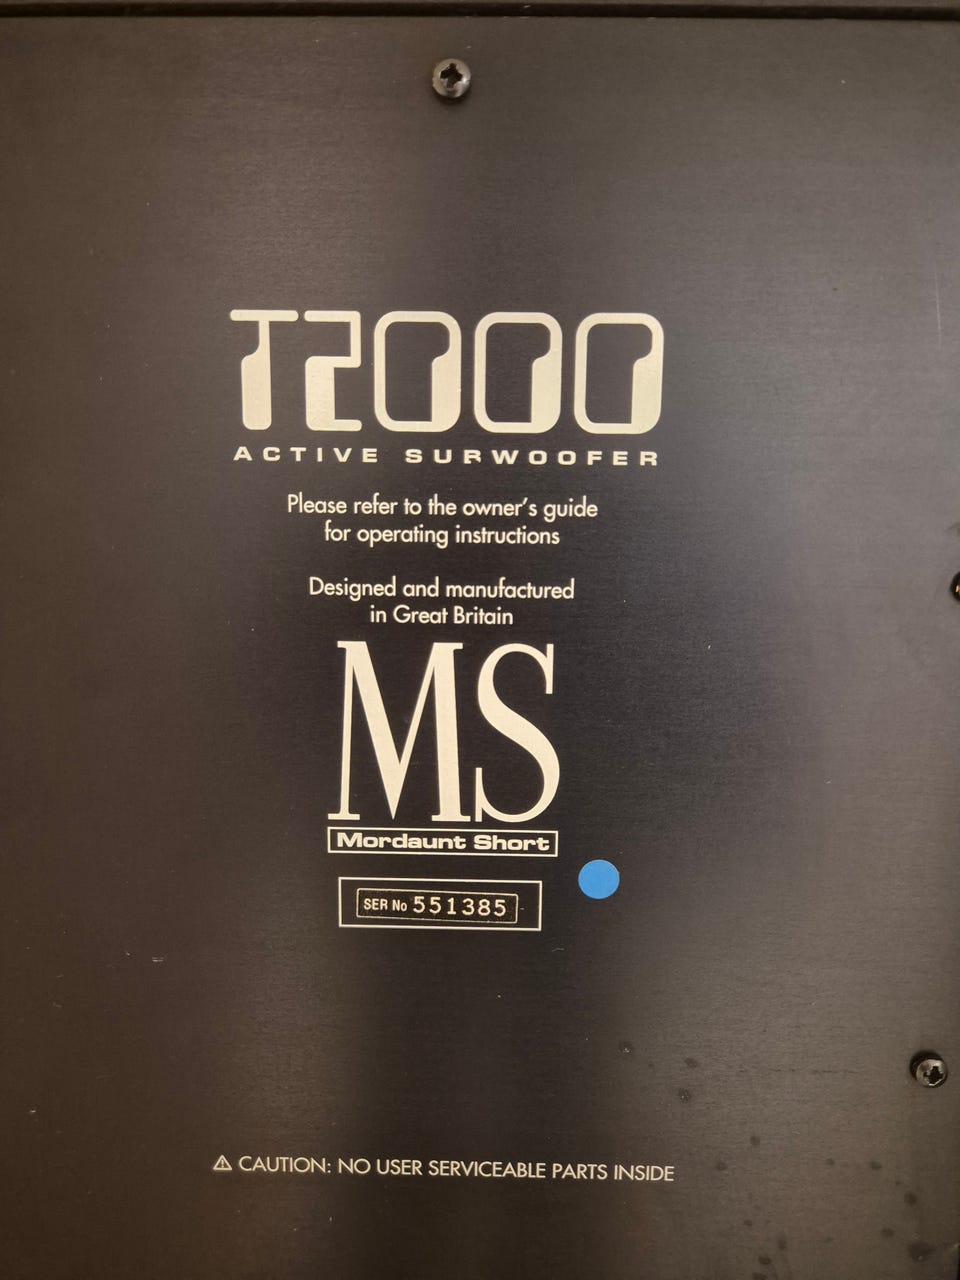 T2000
ACTIVE SURWOOFER
Please refer to the owner's guide
for operating instructions
Designed and manufactured
in Great Britain
MS
Mordaunt Short
SER No 551385
⚠ CAUTION: NO USER SERVICEABLE PARTS INSIDE